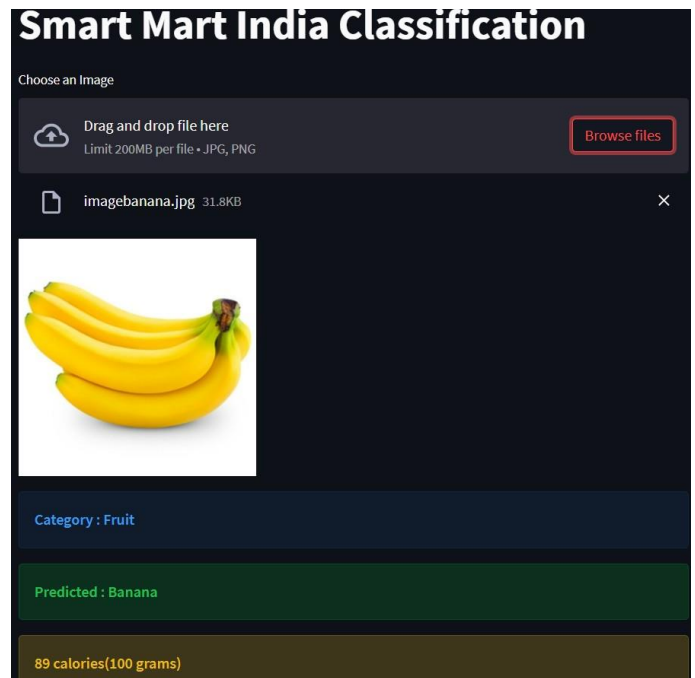 Smart Mart India Classification
Choose an Image
Drag and drop file here
Limit 200MB per file • JPG, PNG
Browse files
imagebanana.jpg 31.8KB
Category : Fruit
Predicted : Banana
89 calories(100 grams)